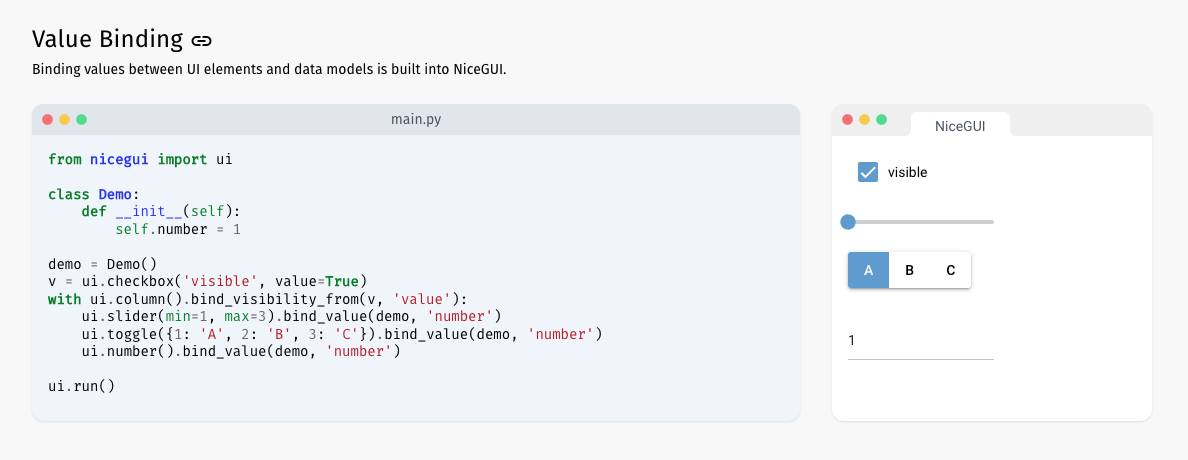 Value Binding
Binding values between UI elements and data models is built into NiceGUI.
main.py
from nicegui import ui
class Demo:
    def __init__(self):
        self.number = 1
demo = Demo()
v = ui.checkbox('visible', value=True)
with ui.column().bind_visibility_from(v, 'value'):
    ui.slider(min=1, max=3).bind_value(demo, 'number')
    ui.toggle({1: 'A', 2: 'B', 3: 'C'}).bind_value(demo, 'number')
    ui.number().bind_value(demo, 'number')
ui.run()
NiceGUI
visible
A B C
1